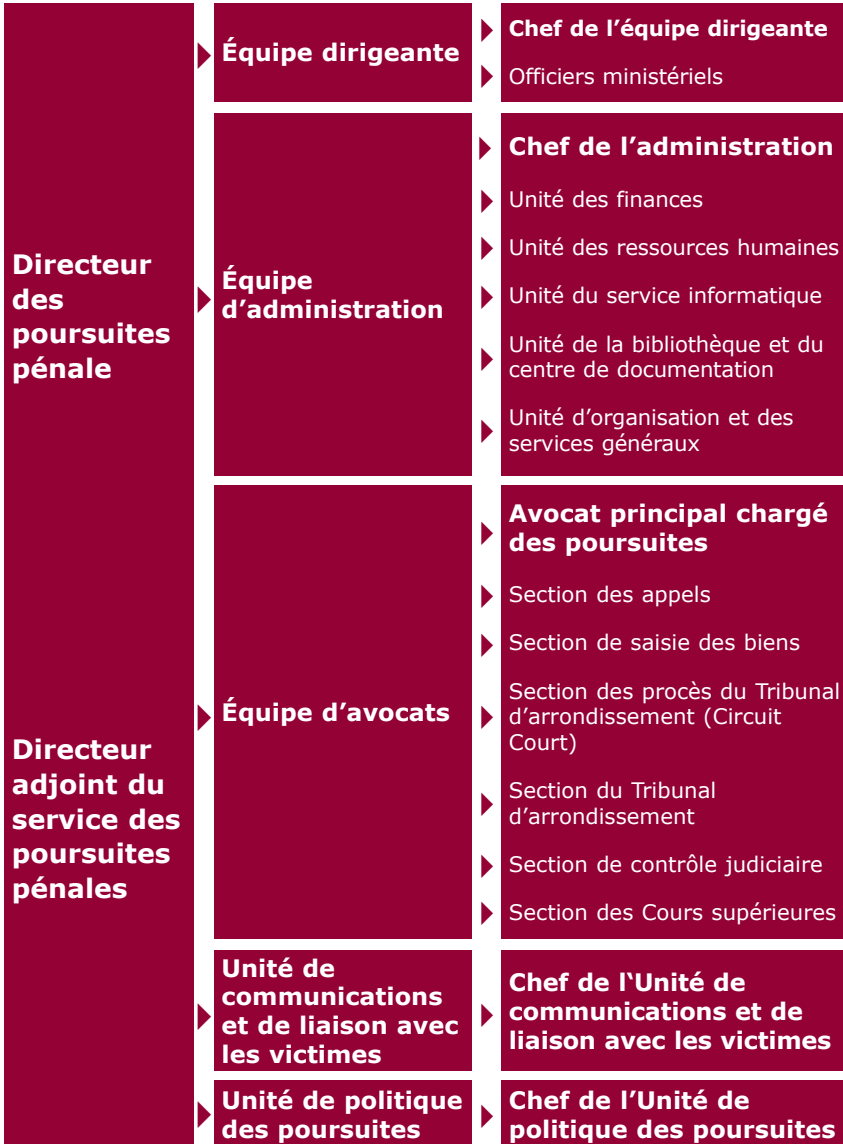 Directeur
des
poursuites
pénale
Directeur
adjoint du
service des
poursuites
pénales
Équipe dirigeante
Chef de l’équipe dirigeante
Officiers ministériels
Équipe
d’administration
Chef de l’administration
Unité des finances
Unité des ressources humaines
Unité du service informatique
Unité de la bibliothèque et du
centre de documentation
Unité d’organisation et des
services généraux
Équipe d’avocats
Avocat principal chargé
des poursuites
Section des appels
Section de saisie des biens
Section des procès du Tribunal
d’arrondissement (Circuit
Court)
Section du Tribunal
d’arrondissement
Section de contrôle judiciaire
Section des Cours supérieures
Unité de
communications
et de liaison avec
les victimes
Chef de l‘Unité de
communications et de
liaison avec les victimes
Unité de politique
des poursuites
Chef de l’Unité de
politique des poursuites